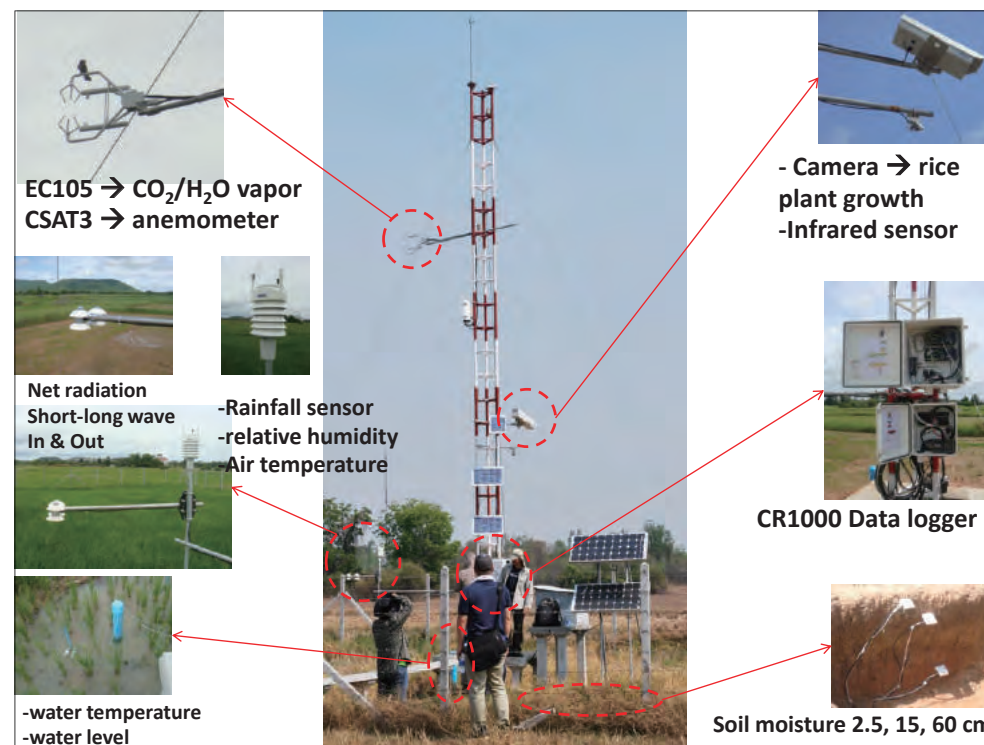 EC105 → CO₂/H₂O vapor
CSAT3 → anemometer
Net radiation
Short-long wave
In & Out
-Rainfall sensor
-relative humidity
-Air temperature
-water temperature
-water level
- Camera → rice
plant growth
-Infrared sensor
CR1000 Data logger
Soil moisture 2.5, 15, 60 cm